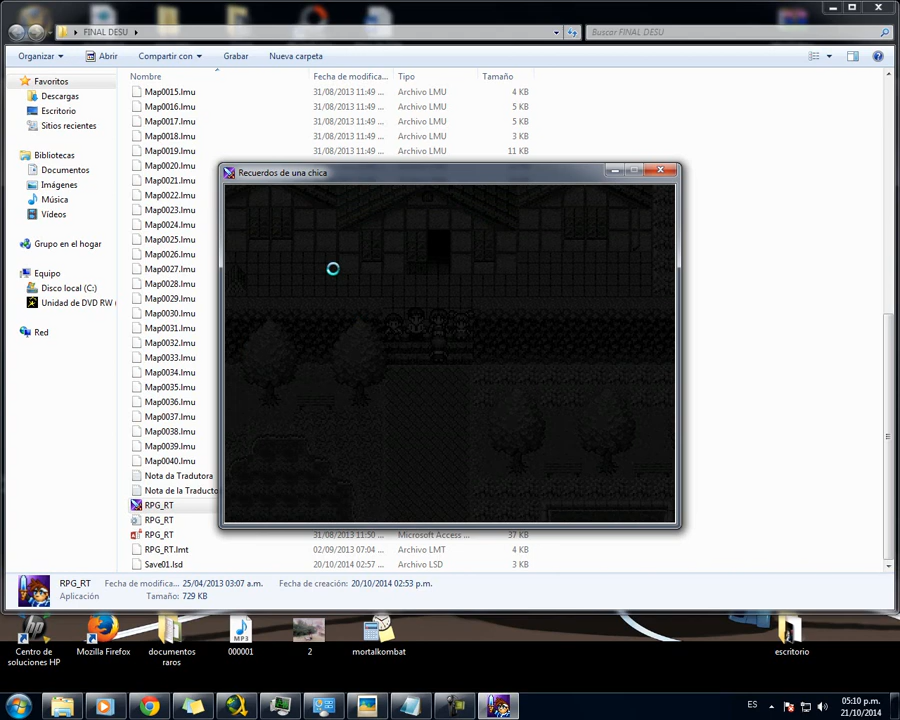 FINAL DESU
Buscar FINAL DESU
Organizar Abrir Compartir con Grabar Nueva carpeta
Favoritos
Descargas
Escritorio
Sitios recientes
Bibliotecas
Documentos
Imágenes
Música
Vídeos
Grupo en el hogar
Equipo
Disco local (C:)
Unidad de DVD RW
Red
Nombre Fecha de modifica... Tipo Tamaño
Map0015.lmu 31/08/2013 11:49 ... Archivo LMU 4 KB
Map0016.lmu 31/08/2013 11:49 ... Archivo LMU 5 KB
Map0017.lmu 31/08/2013 11:49 ... Archivo LMU 5 KB
Map0018.lmu 31/08/2013 11:49 ... Archivo LMU 3 KB
Map0019.lmu 31/08/2013 11:49 ... Archivo LMU 11 KB
Map0020.lmu
Map0021.lmu
Map0022.lmu
Map0023.lmu
Map0024.lmu
Map0025.lmu
Map0026.lmu
Map0027.lmu
Map0028.lmu
Map0029.lmu
Map0030.lmu
Map0031.lmu
Map0032.lmu
Map0033.lmu
Map0034.lmu
Map0035.lmu
Map0036.lmu
Map0037.lmu
Map0038.lmu
Map0039.lmu
Map0040.lmu
Nota da Tradutora
Nota de la Traducto
RPG_RT
RPG_RT
RPG_RT 31/08/2013 11:50 ... Microsoft Access ... 37 KB
RPG_RT.lmt 02/09/2013 07:04 ... Archivo LMT 4 KB
Save01.lsd 20/10/2014 02:57 ... Archivo LSD 3 KB
Recuerdos de una chica
RPG_RT Fecha de modifica... 25/04/2013 03:07 a.m. Fecha de creación: 20/10/2014 02:53 p.m.
Aplicación Tamaño: 729 KB
Centro de soluciones HP
Mozilla Firefox
documentos raros
MP3
000001
2
mortalkombat
escritorio
ES
05:10 p.m.
21/10/2014